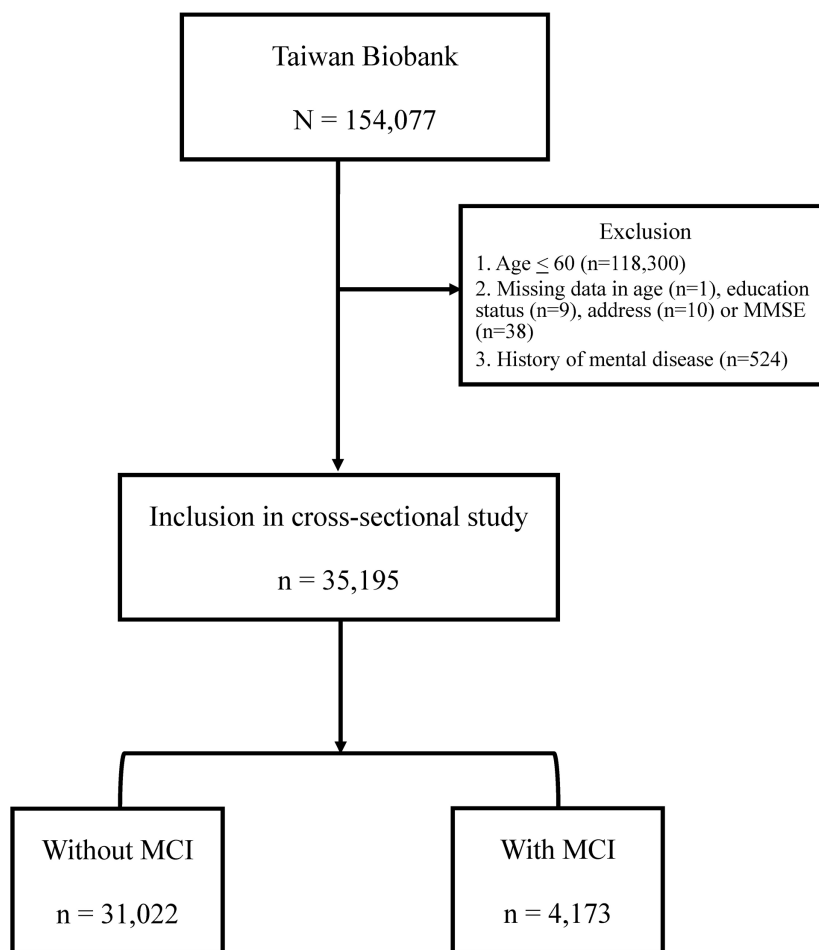 Taiwan Biobank
N = 154,077
Exclusion
1. Age ≤ 60 (n=118,300)
2. Missing data in age (n=1), education
status (n=9), address (n=10) or MMSE
(n=38)
3. History of mental disease (n=524)
Inclusion in cross-sectional study
n = 35,195
Without MCI
n = 31,022
With MCI
n = 4,173